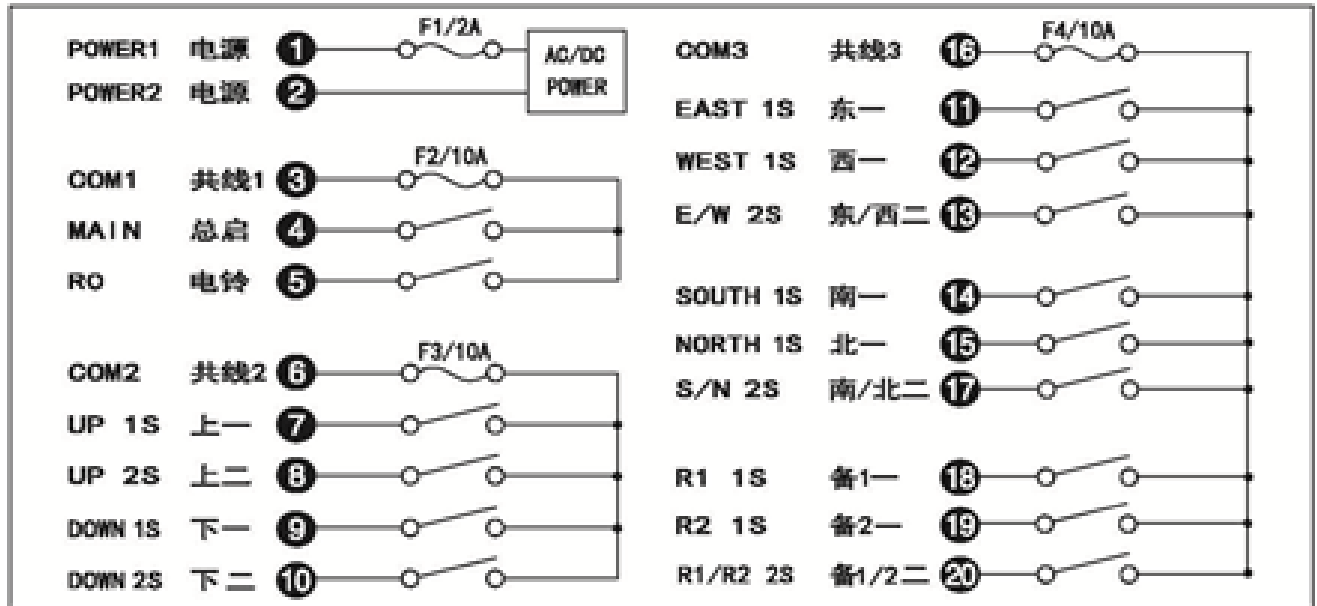 POWER1 电源 1 F1/2A AC/DC
POWER2 电源 2 POWER
COM1 共线1 3 F2/10A
MAIN 总启 4
RO 电铃 5
COM2 共线2 6 F3/10A
UP 1S 上一 7
UP 2S 上二 8
DOWN 1S 下一 9
DOWN 2S 下二 10
COM3 共线3 16 F4/10A
EAST 1S 东一 11
WEST 1S 西一 12
E/W 2S 东/西二 13
SOUTH 1S 南一 14
NORTH 1S 北一 15
S/N 2S 南/北二 17
R1 1S 备1一 18
R2 1S 备2一 19
R1/R2 2S 备1/2二 20